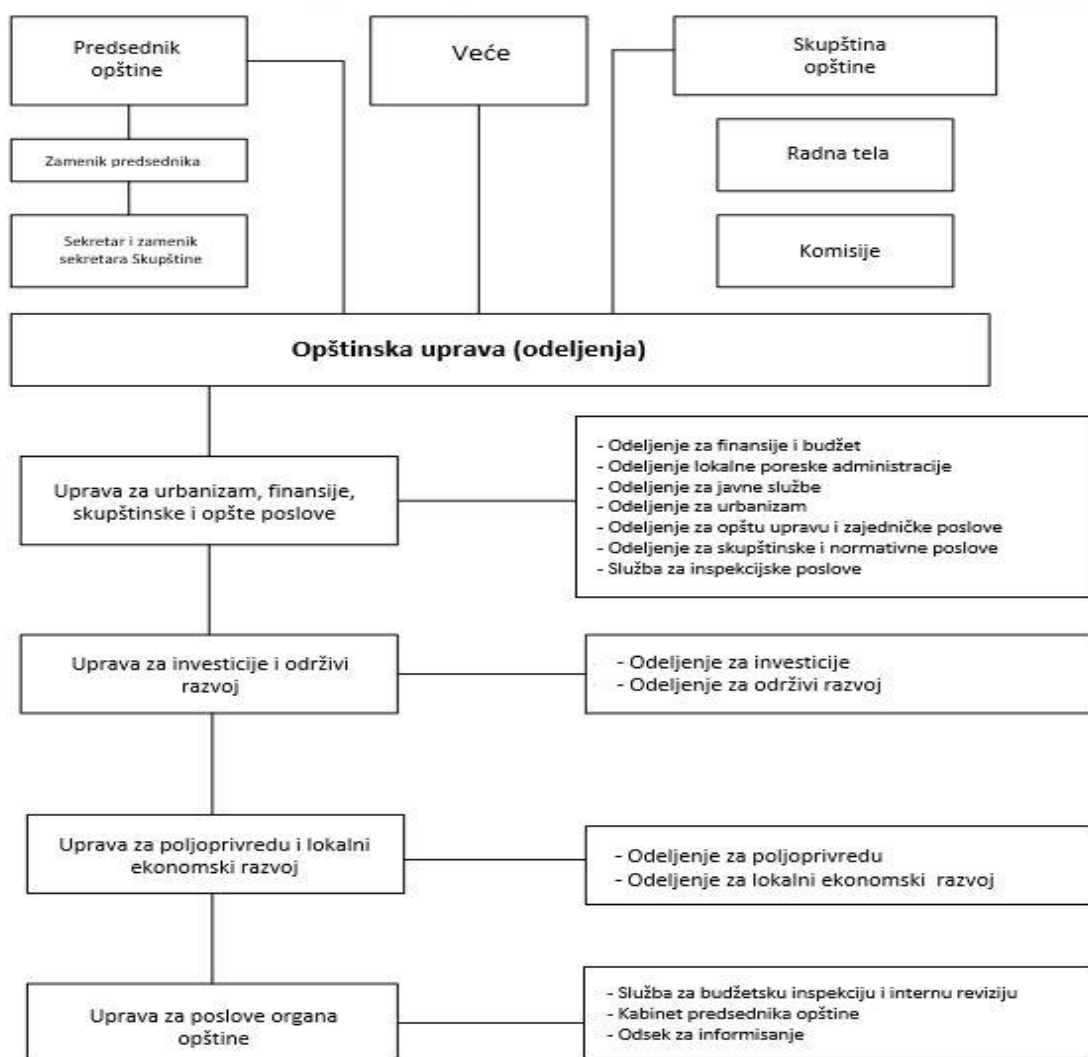 Predsednik
opštine
Veće
Skupština
opštine
Zamenik predsednika
Radna tela
Sekretar i zamenik
sekretara Skupštine
Komisije
Opštinska uprava (odeljenja)
Uprava za urbanizam, finansije,
skupštinske i opšte poslove
- Odeljenje za finansije i budžet
- Odeljenje lokalne poreske administracije
- Odeljenje za javne službe
- Odeljenje za urbanizam
- Odeljenje za opštu upravu i zajedničke poslove
- Odeljenje za skupštinske i normativne poslove
- Služba za inspekcijske poslove
Uprava za investicije i održivi
razvoj
- Odeljenje za investicije
- Odeljenje za održivi razvoj
Uprava za poljoprivredu i lokalni
ekonomski razvoj
- Odeljenje za poljoprivredu
- Odeljenje za lokalni ekonomski razvoj
Uprava za poslove organa
opštine
- Služba za budžetsku inspekciju i internu reviziju
- Kabinet predsednika opštine
- Odsek za informisanje